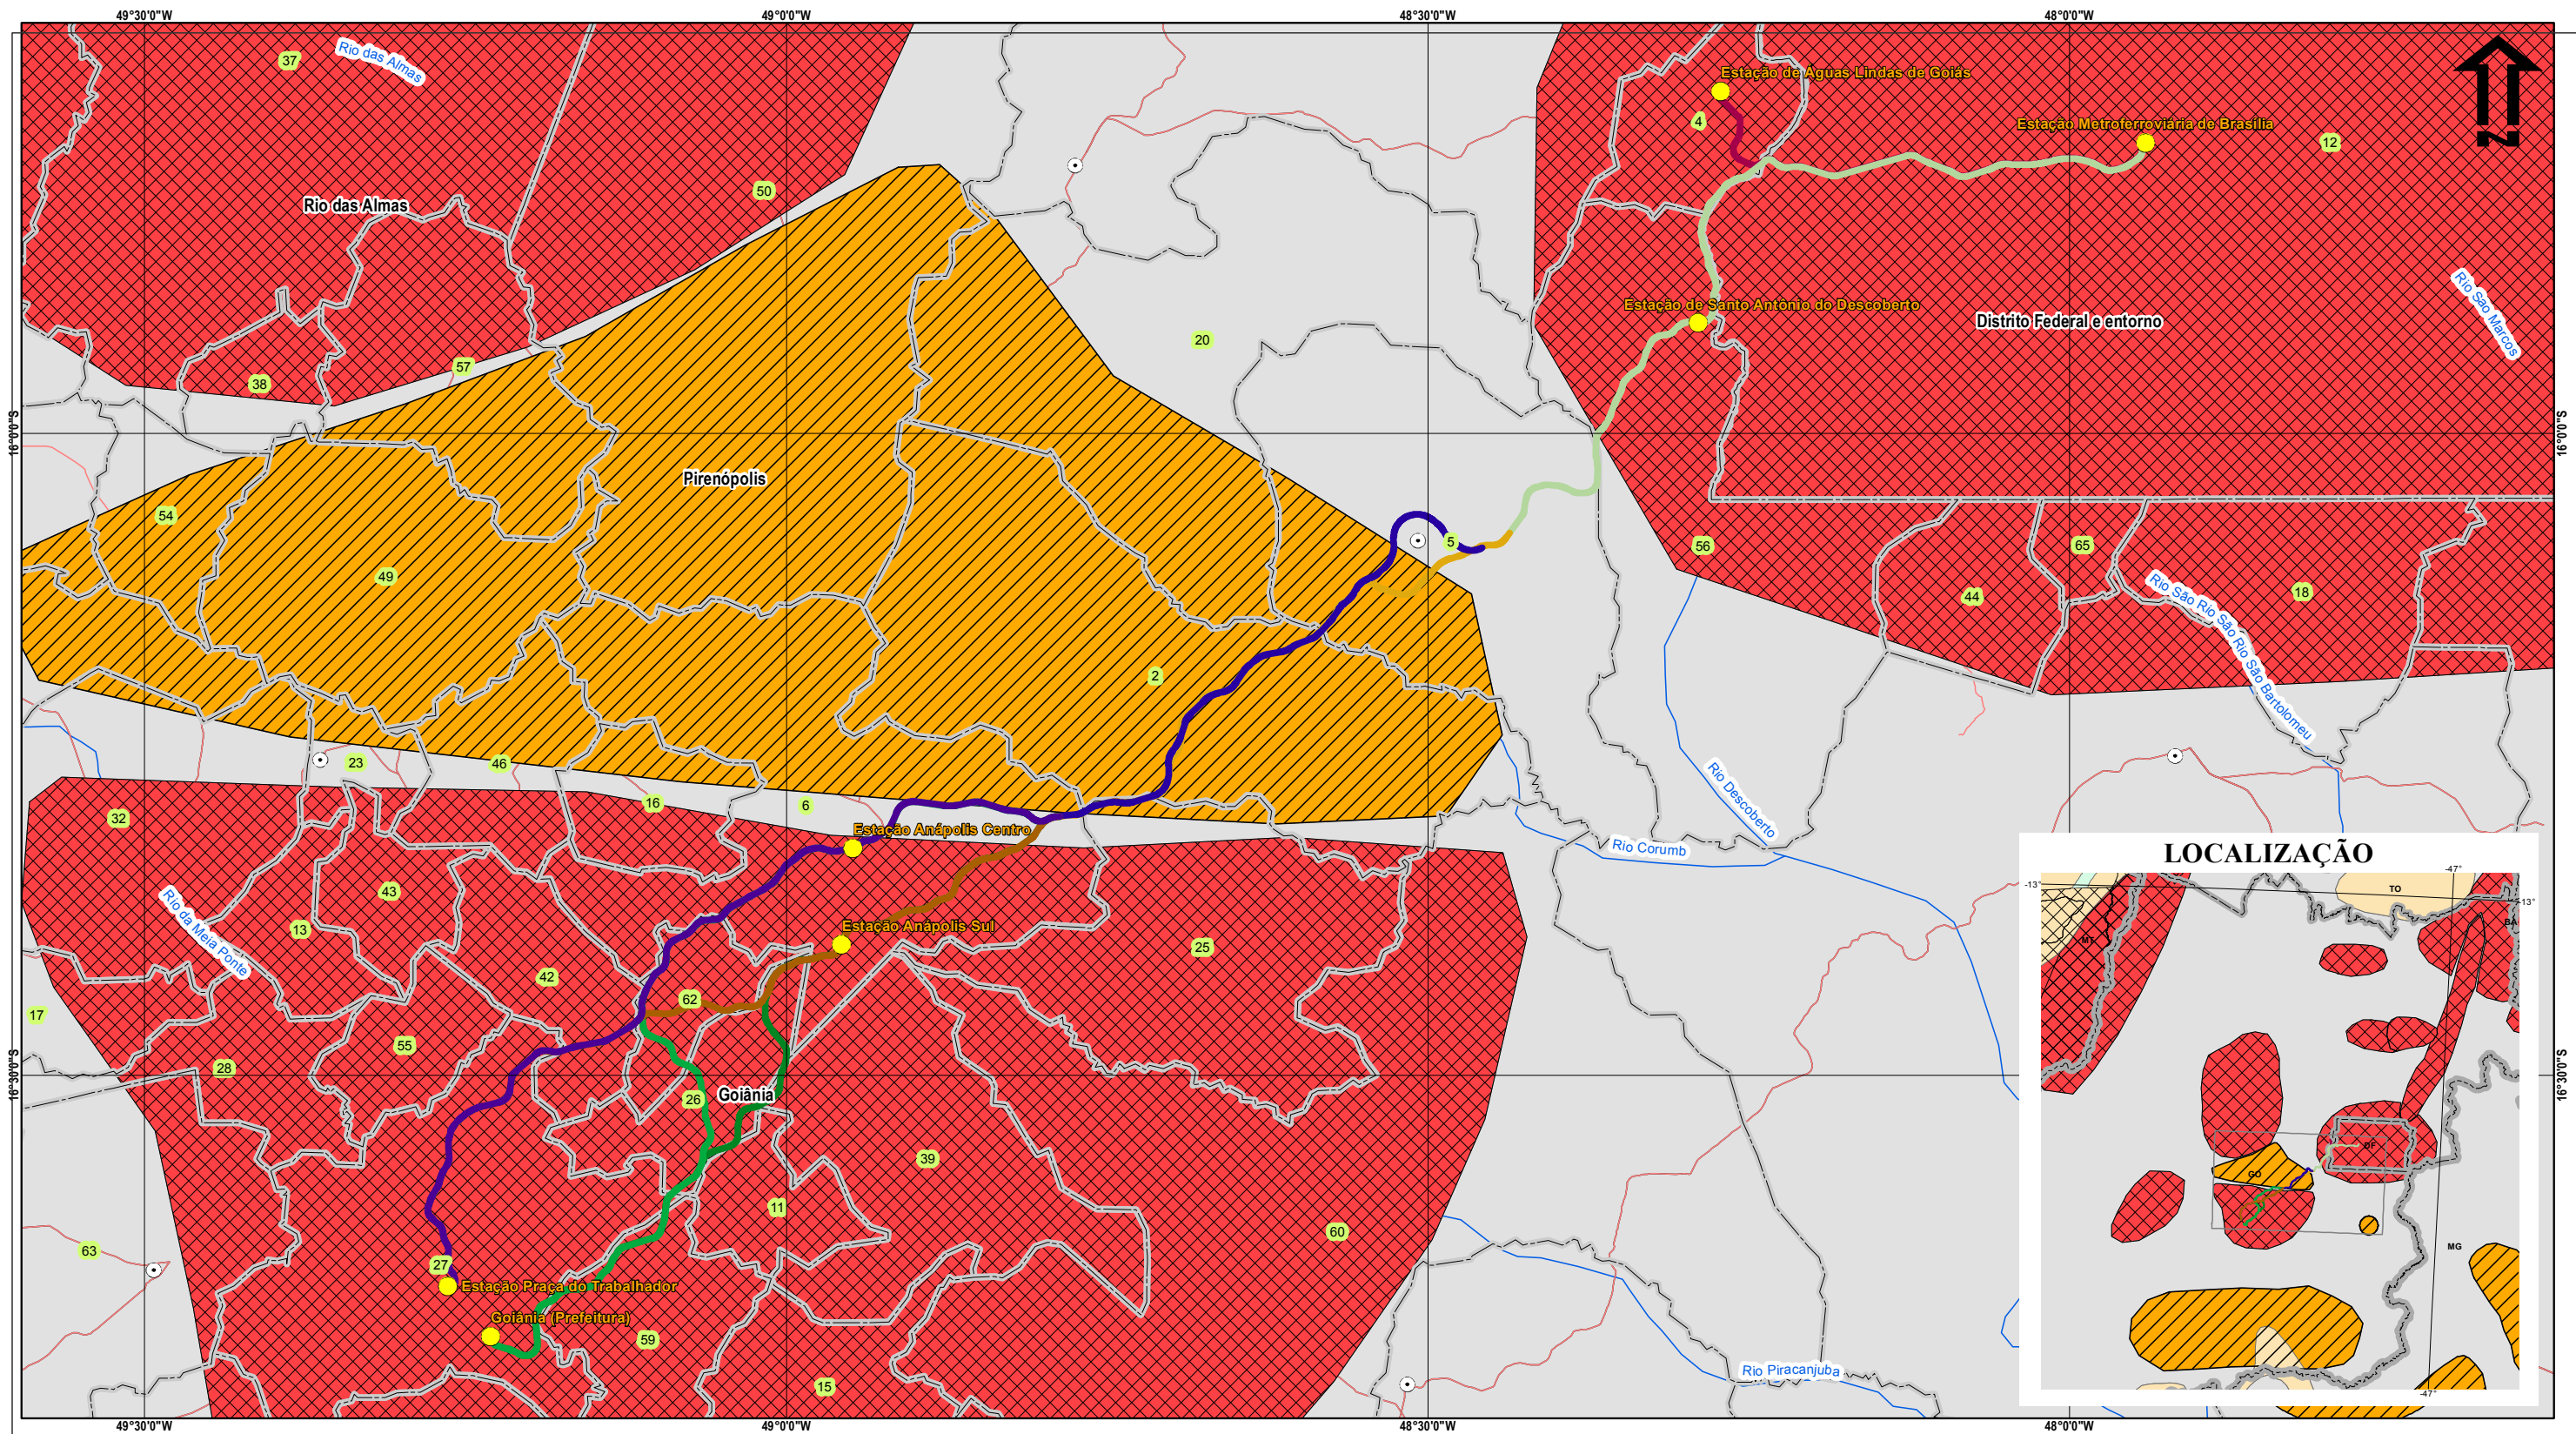 49°30'0"W
49°0'0"W
48°30'0"W
48°0'0"W
37
Rio das Almas
Estação de Águas Lindas de Goiás
4
Estação Metroferroviária de Brasília
12
50
Rio das Almas
Rio São Marcos
Estação de Santo Antônio do Descoberto
Distrito Federal e entorno
20
57
38
16°0'0"S
16°0'0"S
Pirenópolis
54
5
56
65
49
44
18
Rio São Rio São Rio São Bartolomeu
2
23
46
16
6
Rio Descoberto
32
Estação Anápolis Centro
Rio Corumb
43
13
Rio da Meia Ponte
Estação Anápolis Sul
25
42
62
17
55
28
16°30'0"S
16°30'0"S
26
Goiânia
39
11
60
63
27
Estação Praça do Trabalhador
Goiânia (Prefeitura)
59
15
Rio Piracanjuba
LOCALIZAÇÃO
-47°
-13°
TO
-13°
BA
MT
DF
GO
MG
-47°
49°30'0"W
49°0'0"W
48°30'0"W
48°0'0"W